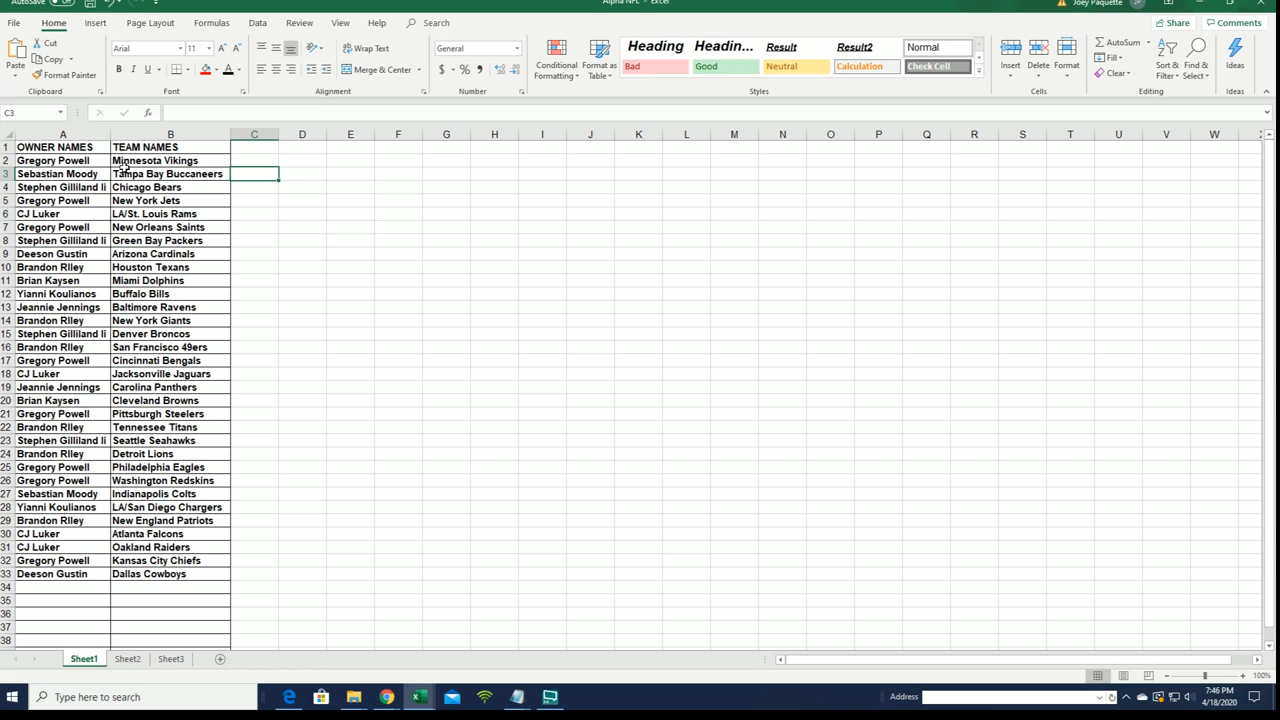 AutoSave Off Alpha NFL - Excel Joey Paquette JP
File Home Insert Page Layout Formulas Data Review View Help Search Share Comments
Paste Cut Copy Format Painter Clipboard
Arial 11 Font
Wrap Text Merge & Center Alignment
General Number
Conditional Formatting Format as Table
Heading Headin... Result Result2 Normal
Bad Good Neutral Calculation Check Cell
Styles
Insert Delete Format Cells
AutoSum Fill Clear Sort & Filter Find & Select Editing
Ideas Ideas
C3
A B C D E F G H I J K L M N O P Q R S T U V W
1 OWNER NAMES TEAM NAMES
2 Gregory Powell Minnesota Vikings
3 Sebastian Moody Tampa Bay Buccaneers
4 Stephen Gilliland Ii Chicago Bears
5 Gregory Powell New York Jets
6 CJ Luker LA/St. Louis Rams
7 Gregory Powell New Orleans Saints
8 Stephen Gilliland Ii Green Bay Packers
9 Deeson Gustin Arizona Cardinals
10 Brandon RIley Houston Texans
11 Brian Kaysen Miami Dolphins
12 Yianni Koulianos Buffalo Bills
13 Jeannie Jennings Baltimore Ravens
14 Brandon RIley New York Giants
15 Stephen Gilliland Ii Denver Broncos
16 Brandon RIley San Francisco 49ers
17 Gregory Powell Cincinnati Bengals
18 CJ Luker Jacksonville Jaguars
19 Jeannie Jennings Carolina Panthers
20 Brian Kaysen Cleveland Browns
21 Gregory Powell Pittsburgh Steelers
22 Brandon RIley Tennessee Titans
23 Stephen Gilliland Ii Seattle Seahawks
24 Brandon RIley Detroit Lions
25 Gregory Powell Philadelphia Eagles
26 Gregory Powell Washington Redskins
27 Sebastian Moody Indianapolis Colts
28 Yianni Koulianos LA/San Diego Chargers
29 Brandon RIley New England Patriots
30 CJ Luker Atlanta Falcons
31 CJ Luker Oakland Raiders
32 Gregory Powell Kansas City Chiefs
33 Deeson Gustin Dallas Cowboys
34
35
36
37
38
Sheet1 Sheet2 Sheet3
100%
Type here to search Address 7:46 PM
4/18/2020